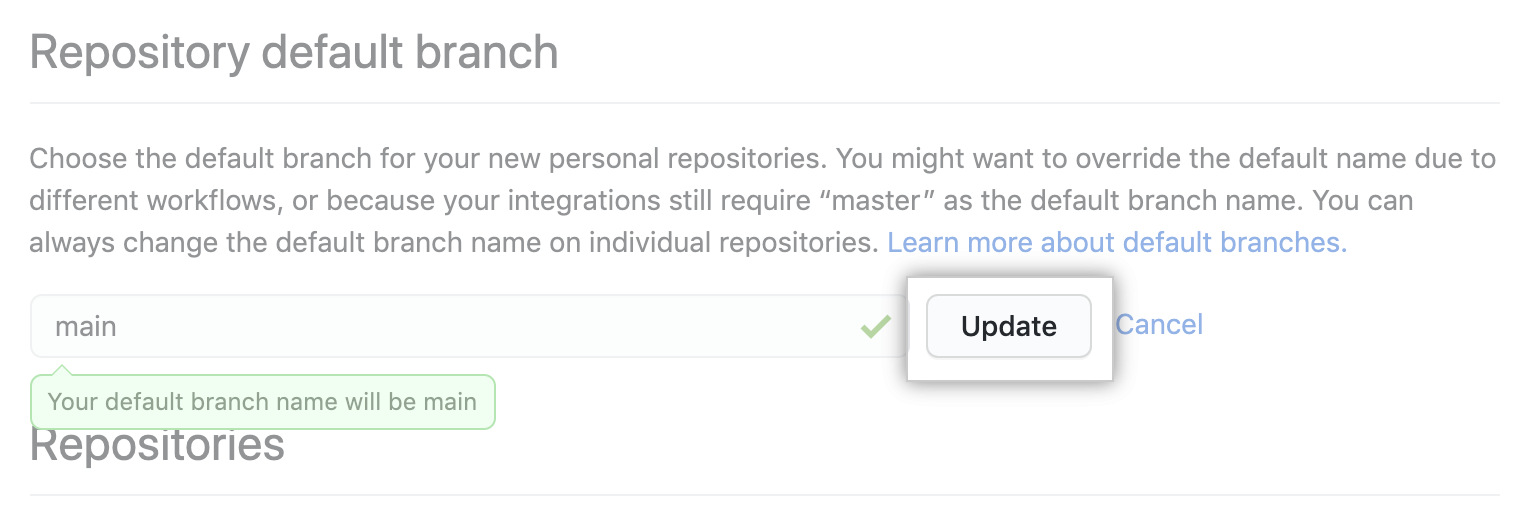 Repository default branch
Choose the default branch for your new personal repositories. You might want to override the default name due to
different workflows, or because your integrations still require “master” as the default branch name. You can
always change the default branch name on individual repositories. Learn more about default branches.
main Update Cancel
Your default branch name will be main
Repositories